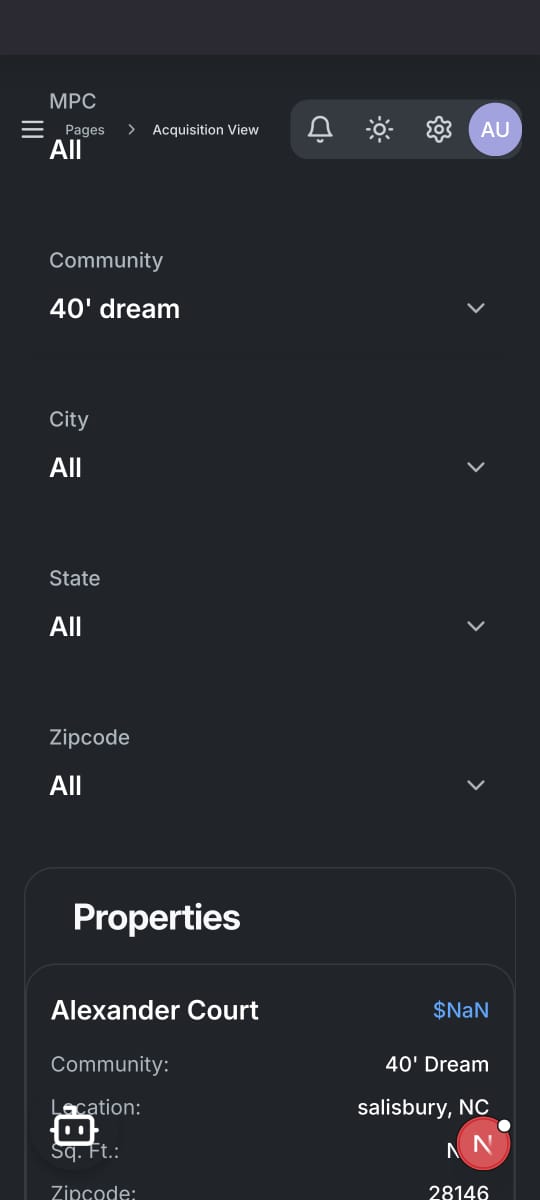 MPC
Pages > Acquisition View
AU
All
Community
40' dream
City
All
State
All
Zipcode
All
Properties
Alexander Court $NaN
Community: 40' Dream
Location: salisbury, NC
Sq. Ft.: N
Zipcode: 28146